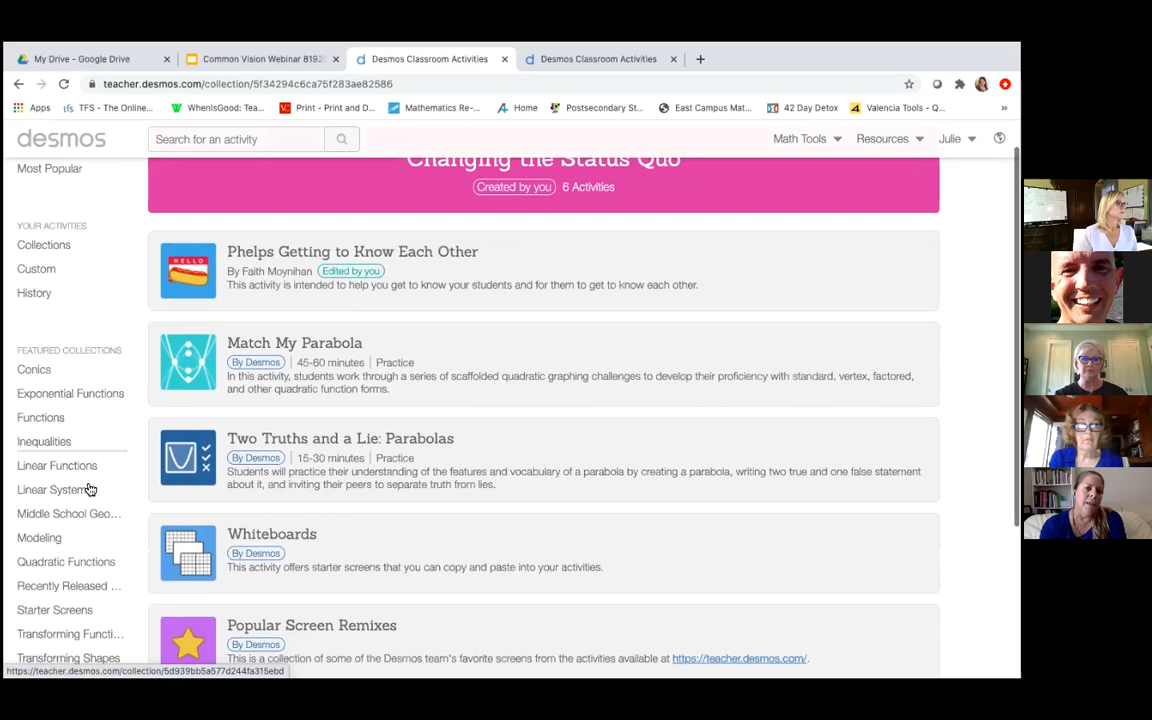 My Drive - Google Drive
Common Vision Webinar 8192
Desmos Classroom Activities
Desmos Classroom Activities
teacher.desmos.com/collection/5f34294c6ca75f283ae82586
Apps
TFS - The Online...
WhenIsGood: Tea...
Print - Print and D...
Mathematics Re-...
Home
Postsecondary St...
East Campus Mat...
42 Day Detox
Valencia Tools - Q...
desmos
Search for an activity
Math Tools
Resources
Julie
Most Popular
YOUR ACTIVITIES
Collections
Custom
History
FEATURED COLLECTIONS
Conics
Exponential Functions
Functions
Inequalities
Linear Functions
Linear System
Middle School Geo...
Modeling
Quadratic Functions
Recently Released ...
Starter Screens
Transforming Functi...
Transforming Shapes
Changing the Status Quo
Created by you 6 Activities
HELLO
Phelps Getting to Know Each Other
By Faith Moynihan Edited by you
This activity is intended to help you get to know your students and for them to get to know each other.
Match My Parabola
By Desmos | 45-60 minutes | Practice
In this activity, students work through a series of scaffolded quadratic graphing challenges to develop their proficiency with standard, vertex, factored,
and other quadratic function forms.
Two Truths and a Lie: Parabolas
By Desmos | 15-30 minutes | Practice
Students will practice their understanding of the features and vocabulary of a parabola by creating a parabola, writing two true and one false statement
about it, and inviting their peers to separate truth from lies.
Whiteboards
By Desmos
This activity offers starter screens that you can copy and paste into your activities.
Popular Screen Remixes
By Desmos
This is a collection of some of the Desmos team's favorite screens from the activities available at https://teacher.desmos.com/.
https://teacher.desmos.com/collection/5d939bb5a577d244fa315ebd